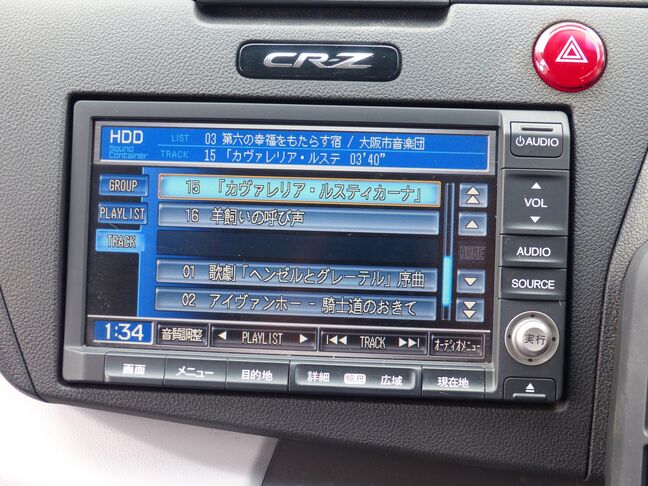 CR-Z
HDD
Sound
Container
LIST 03 第六の幸福をもたらす宿 / 大阪市音楽団
TRACK 15 「カヴァレリア・ルステ 03'40"
GROUP
PLAYLIST
TRACK
15 「カヴァレリア・ルスティカーナ」
16 羊飼いの呼び声
01 歌劇「ヘンゼルとグレーテル」序曲
02 アイヴァンホー - 騎士道のおきて
HOME
1:34
音質調整
PLAYLIST
TRACK
オーディオメニュー
画面
メニュー
目的地
詳細
縮尺
広域
現在地
AUDIO
VOL
AUDIO
SOURCE
実行